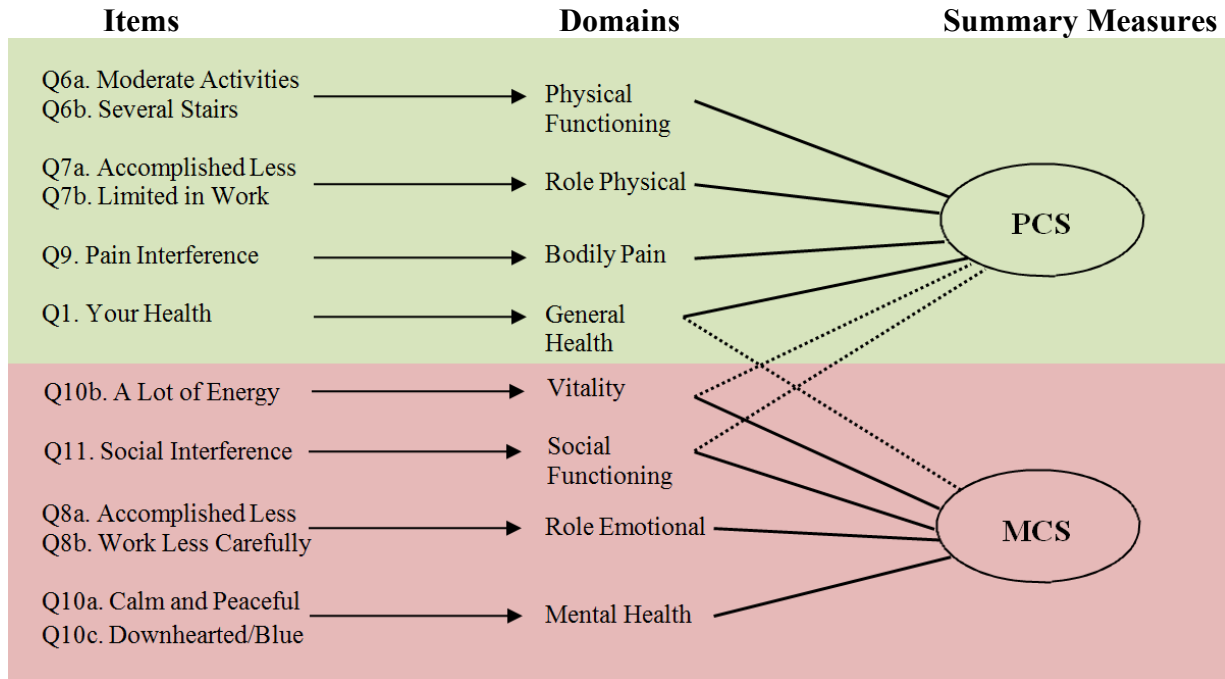 Items Domains Summary Measures
Q6a. Moderate Activities
Q6b. Several Stairs
Physical
Functioning
Q7a. Accomplished Less
Q7b. Limited in Work
Role Physical
PCS
Q9. Pain Interference
Bodily Pain
Q1. Your Health
General
Health
Q10b. A Lot of Energy
Vitality
Q11. Social Interference
Social
Functioning
Q8a. Accomplished Less
Q8b. Work Less Carefully
Role Emotional
MCS
Q10a. Calm and Peaceful
Q10c. Downhearted/Blue
Mental Health